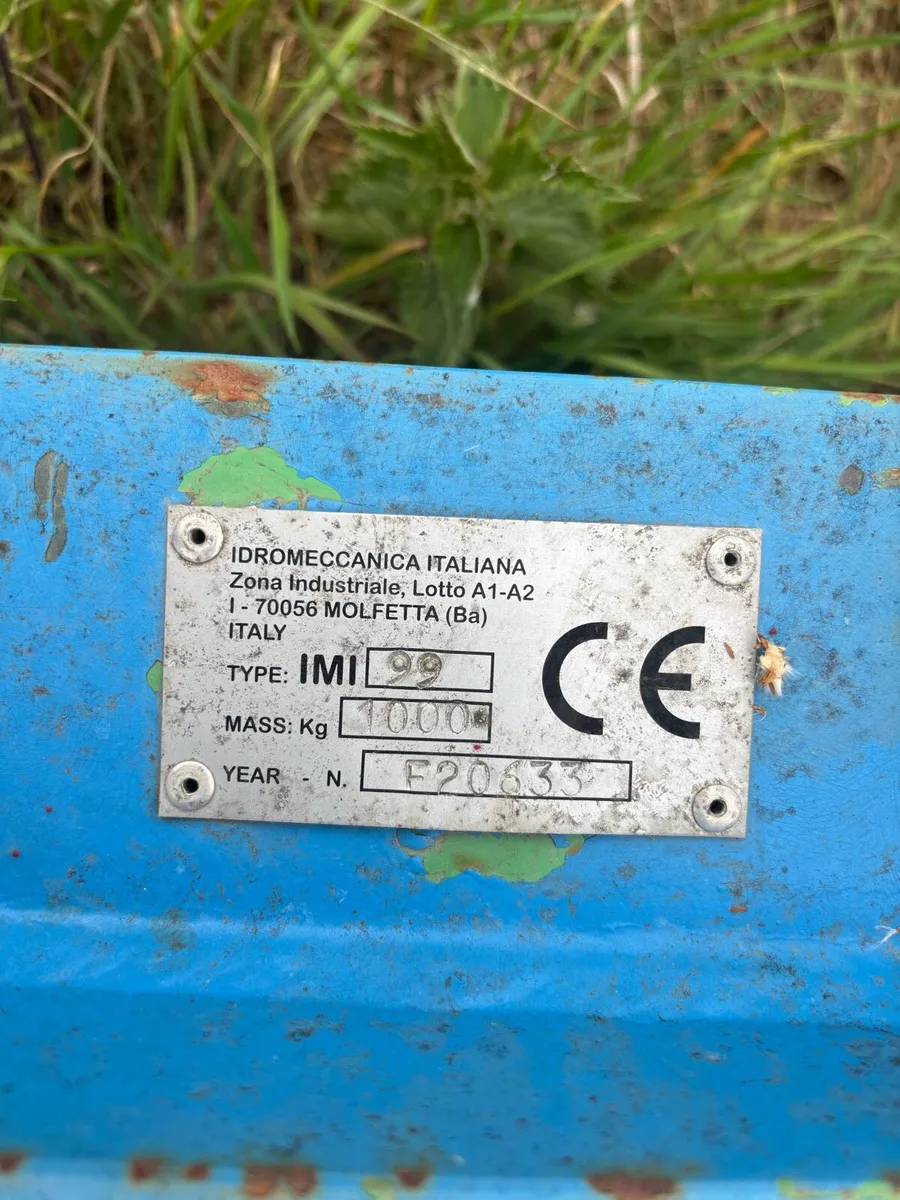 IDROMECCANICA ITALIANA
Zona Industriale, Lotto A1-A2
I - 70056 MOLFETTA (Ba)
ITALY
TYPE: IMI 99
MASS: Kg 1000
YEAR - N. F20633
CE